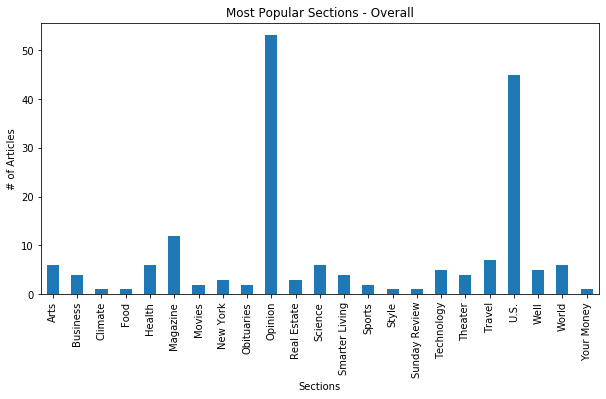 Most Popular Sections - Overall
# of Articles
50
40
30
20
10
0
Arts
Business
Climate
Food
Health
Magazine
Movies
New York
Obituaries
Opinion
Real Estate
Science
Smarter Living
Sports
Style
Sunday Review
Technology
Theater
Travel
U.S.
Well
World
Your Money
Sections